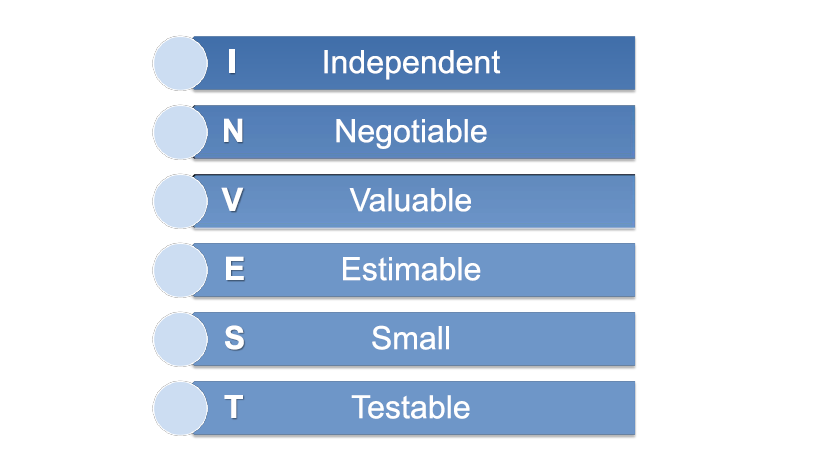 I Independent
N Negotiable
V Valuable
E Estimable
S Small
T Testable